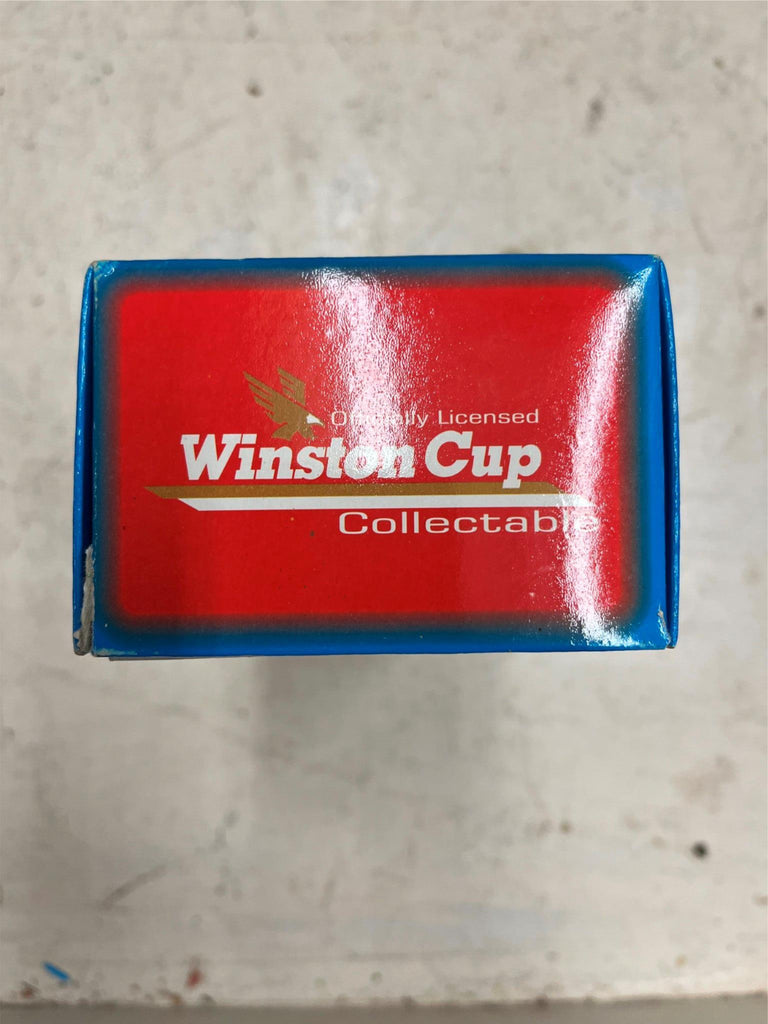 Officially Licensed
Winston Cup
Collectable